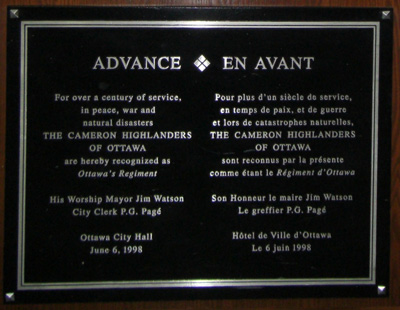 ADVANCE ❖ EN AVANT
For over a century of service,
in peace, war and
natural disasters
THE CAMERON HIGHLANDERS
OF OTTAWA
are hereby recognized as
Ottawa's Regiment
His Worship Mayor Jim Watson
City Clerk P.G. Pagé
Ottawa City Hall
June 6, 1998
Pour plus d'un siècle de service,
en temps de paix, et de guerre
et lors de catastrophes naturelles,
THE CAMERON HIGHLANDERS
OF OTTAWA
sont reconnus par la présente
comme étant le Régiment d'Ottawa
Son Honneur le maire Jim Watson
Le greffier P.G. Pagé
Hôtel de Ville d'Ottawa
Le 6 juin 1998